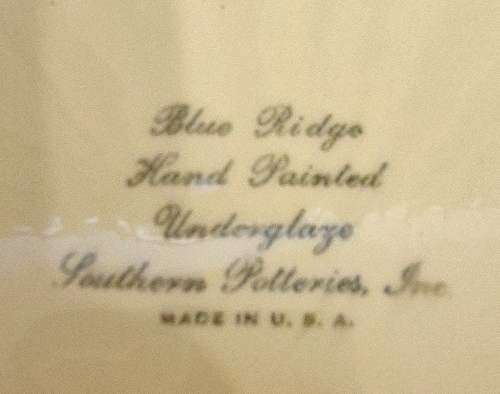 Blue Ridge
Hand Painted
Underglaze
Southern Potteries, Inc.
MADE IN U. S. A.